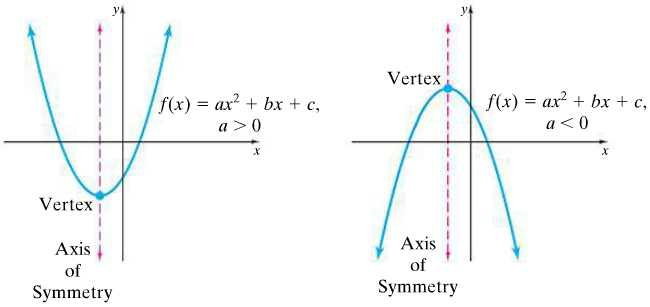 y
f(x) = ax² + bx + c,
a > 0
x
Vertex
Axis
of
Symmetry
y
Vertex
f(x) = ax² + bx + c,
a < 0
x
Axis
of
Symmetry